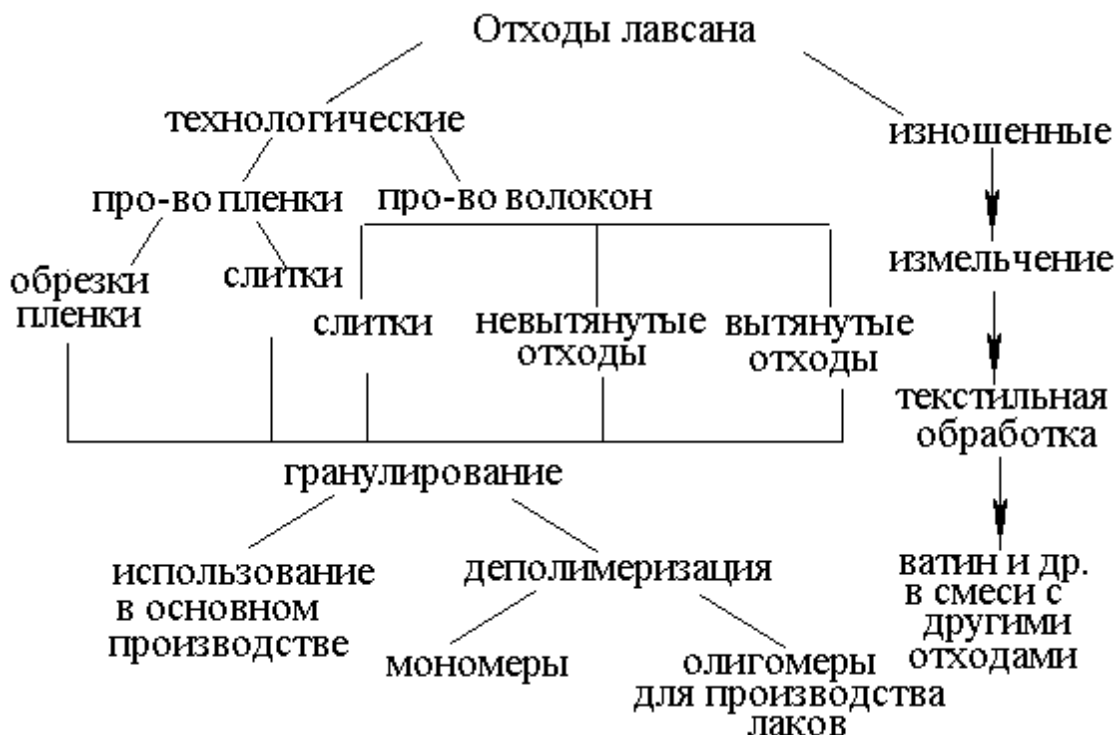 Отходы лавсана
технологические
изношенные
про-во пленки
про-во волокон
обрезки
пленки
слитки
слитки
невытянутые
отходы
вытянутые
отходы
измельчение
текстильная
обработка
гранулирование
использование
в основном
производстве
деполимеризация
мономеры
олигомеры
для производства
лаков
ватин и др.
в смеси с
другими
отходами